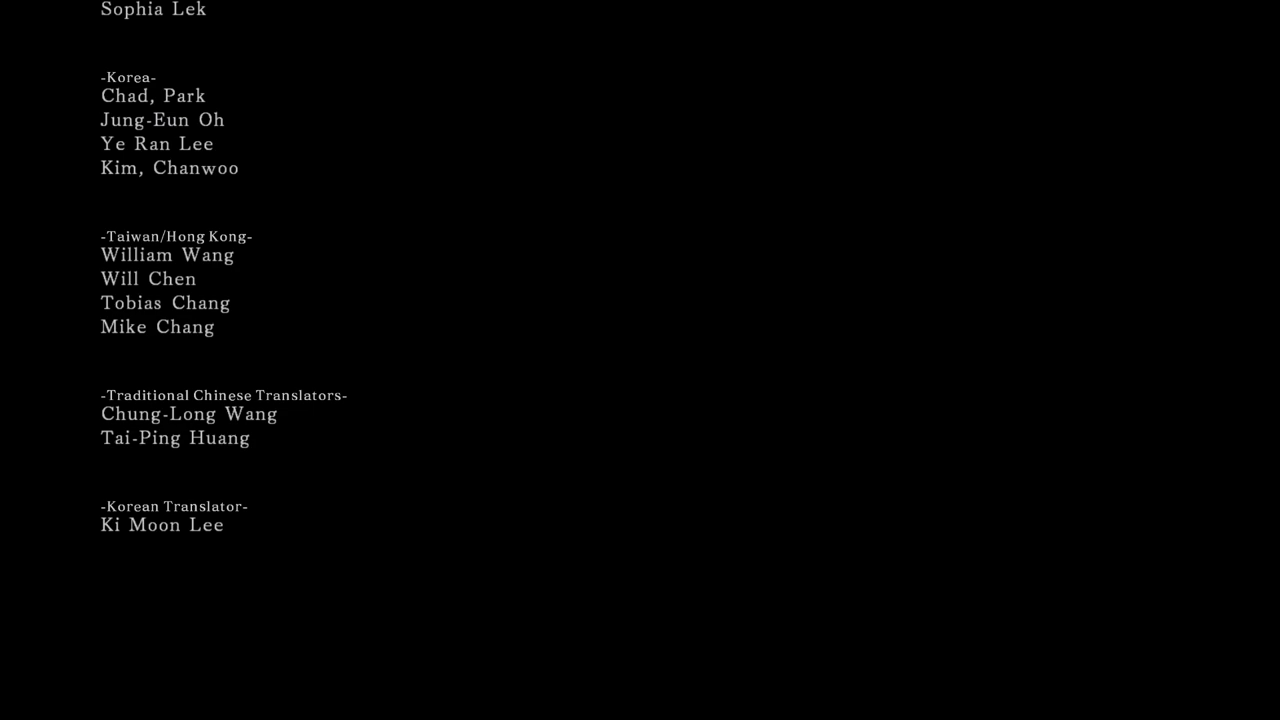 Sophia Lek
-Korea-
Chad, Park
Jung-Eun Oh
Ye Ran Lee
Kim, Chanwoo
-Taiwan/Hong Kong-
William Wang
Will Chen
Tobias Chang
Mike Chang
-Traditional Chinese Translators-
Chung-Long Wang
Tai-Ping Huang
-Korean Translator-
Ki Moon Lee